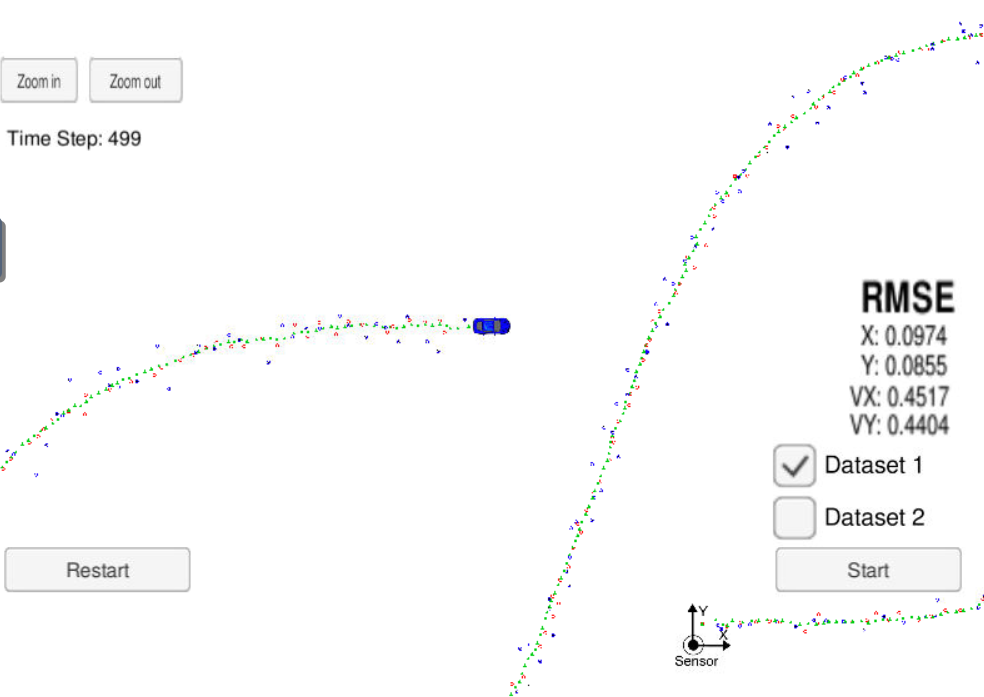 Zoom in
Zoom out
Time Step: 499
RMSE
X: 0.0974
Y: 0.0855
VX: 0.4517
VY: 0.4404
Dataset 1
Dataset 2
Restart
Start
Y
X
Sensor